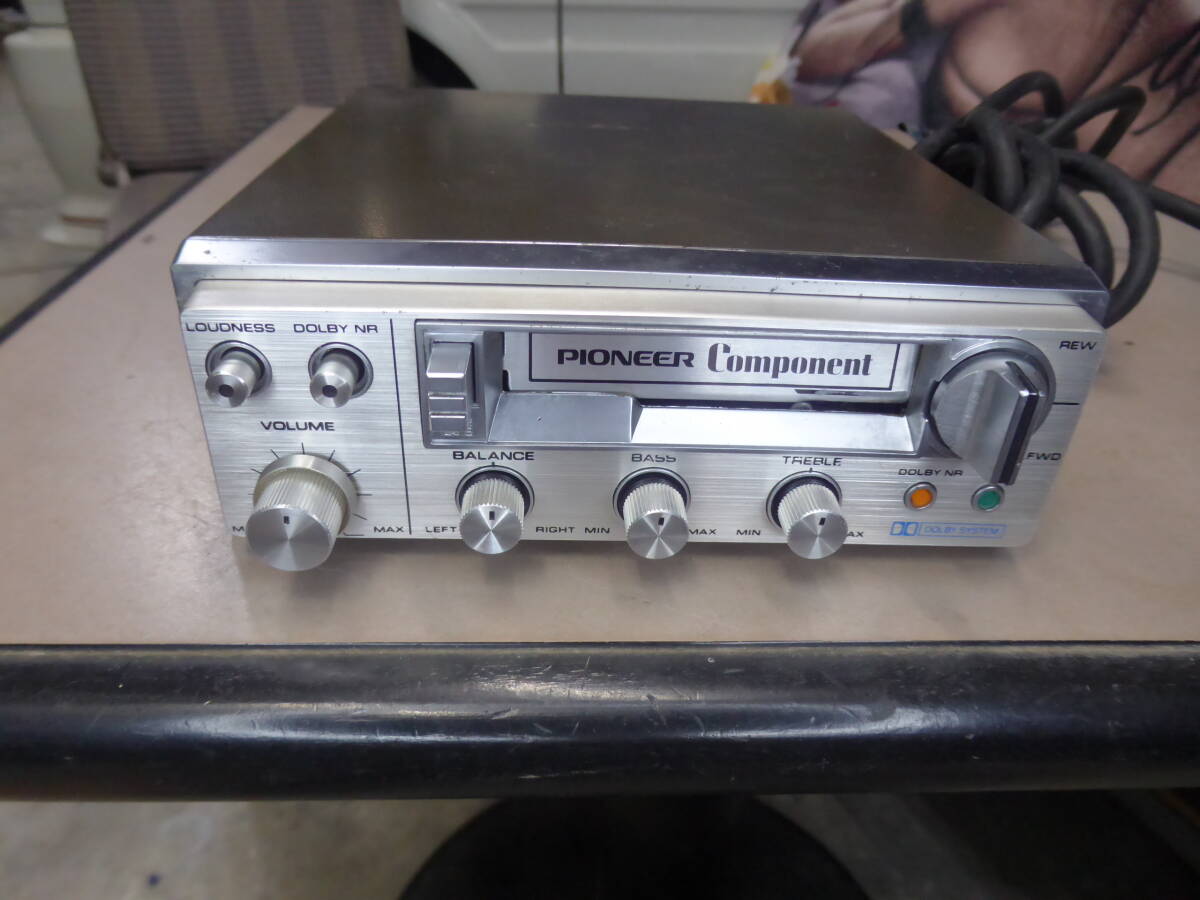 LOUDNESS DOLBY NR
PIONEER Component
REW
VOLUME
FWD
BALANCE BASS TREBLE
DOLBY NR
MAX LEFT RIGHT MIN MAX MIN
DOLBY SYSTEM